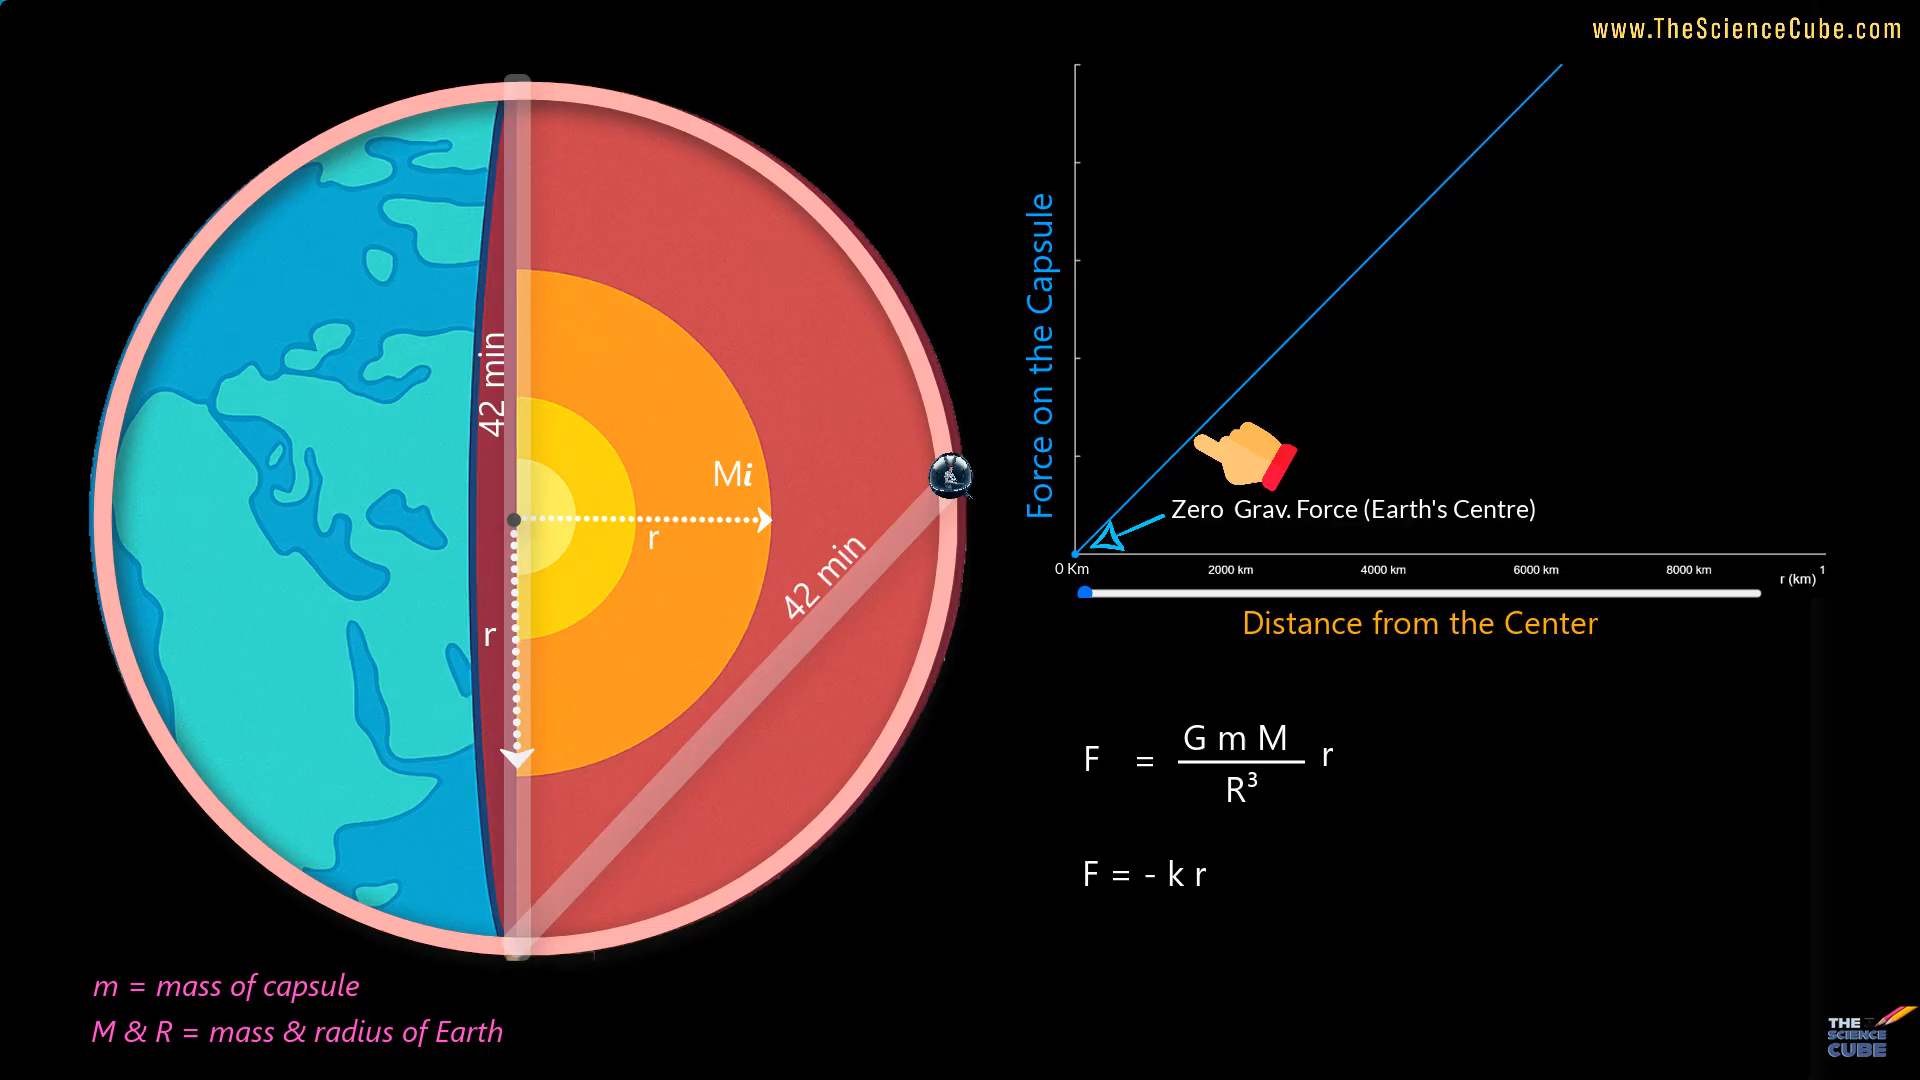 www.TheScienceCube.com
42 min
Mi
r
r
42 min
m = mass of capsule
M & R = mass & radius of Earth
Force on the Capsule
Zero Grav. Force (Earth's Centre)
0 Km 2000 km 4000 km 6000 km 8000 km 1
r (km)
Distance from the Center
F = G m M / R³ r
F = - k r
THE
SCIENCE
CUBE